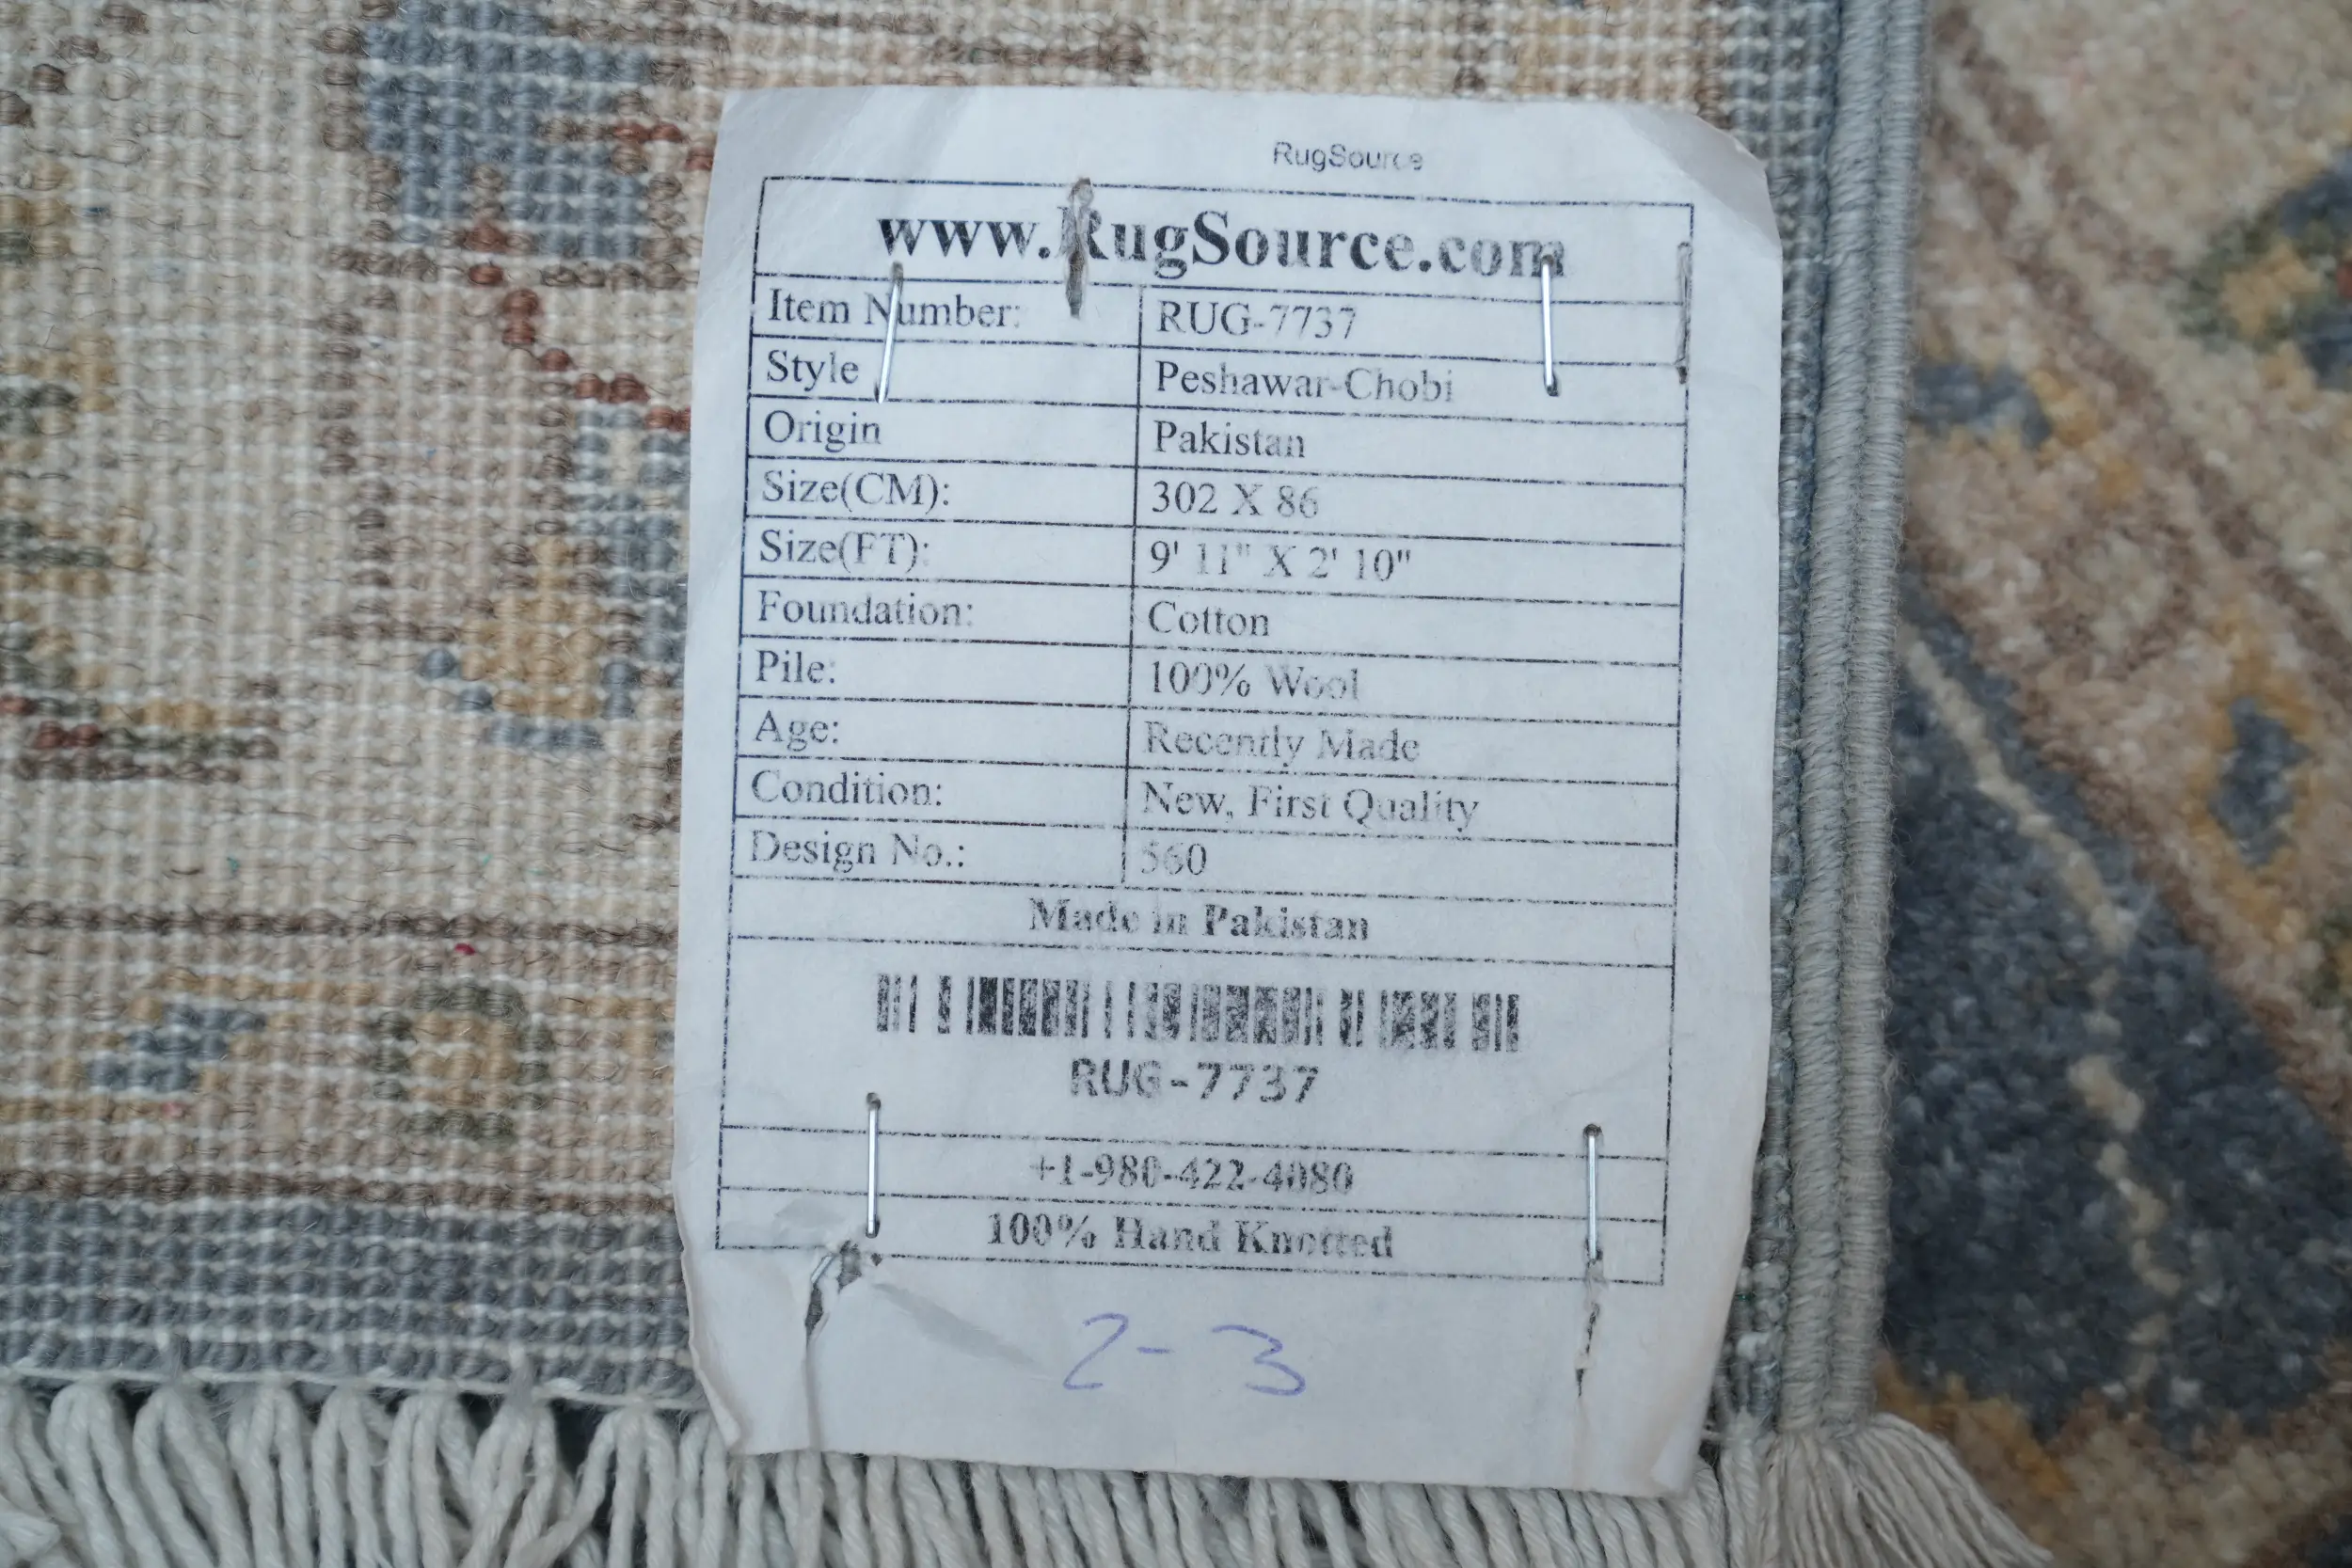 RugSource
www.RugSource.com
Item Number: RUG-7737
Style Peshawar-Chobi
Origin Pakistan
Size(CM): 302 X 86
Size(FT): 9' 11" X 2' 10"
Foundation: Cotton
Pile: 100% Wool
Age: Recently Made
Condition: New, First Quality
Design No.: 560
Made in Pakistan
RUG-7737
+1-980-422-4080
100% Hand Knotted
2-3